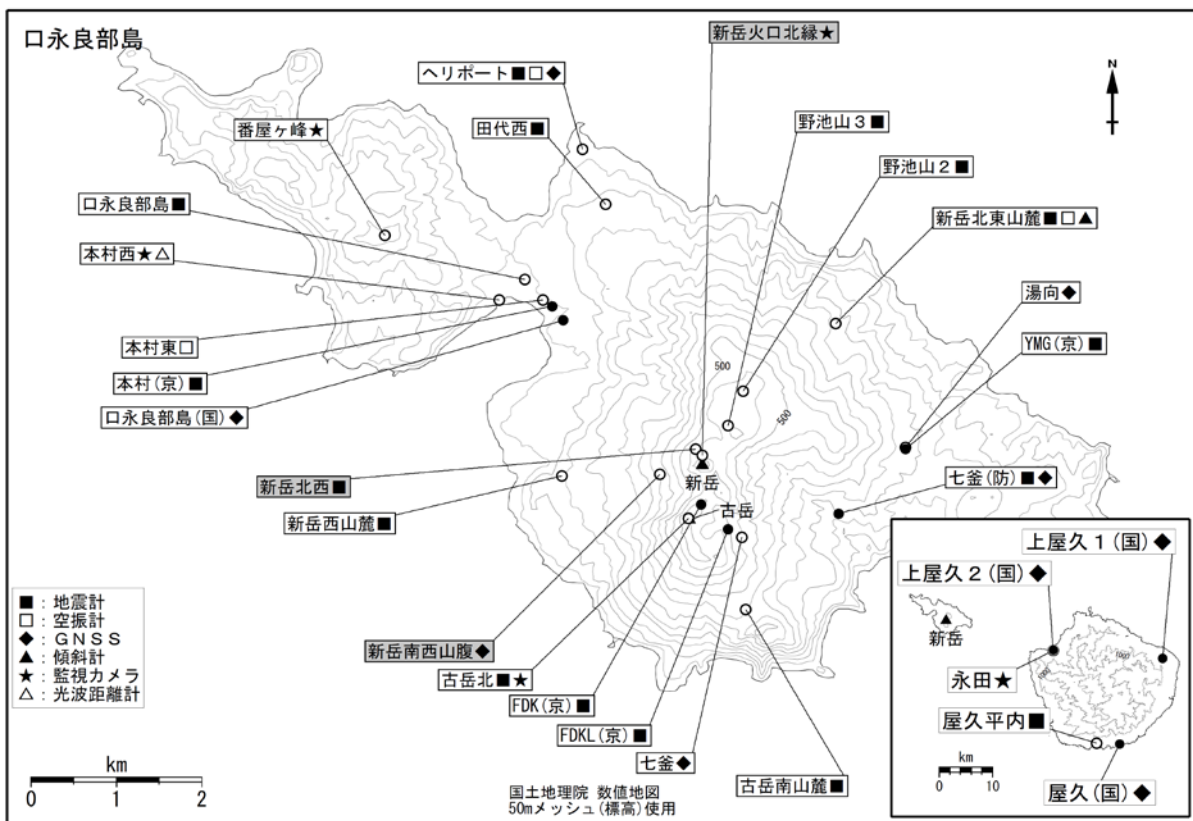 口永良部島
新岳火口北縁★
ヘリポート■□◆
N
番屋ヶ峰★
田代西■
野池山3■
野池山2■
口永良部島■
新岳北東山麓■□▲
本村西★△
湯向◆
YMG(京)■
本村東□
本村(京)■
口永良部島(国)◆
500
500
新岳北西■
新岳
七釜(防)■◆
新岳西山麓■
古岳
■:地震計
□:空振計
◆:GNSS
▲:傾斜計
★:監視カメラ
△:光波距離計
新岳南西山腹◆
古岳北■★
FDK(京)■
FDKL(京)■
七釜◆
古岳南山麓■
km
0 1 2
国土地理院 数値地図
50mメッシュ(標高)使用
上屋久1(国)◆
上屋久2(国)◆
新岳
1000
1000
永田★
屋久平内■
km
0 10
屋久(国)◆